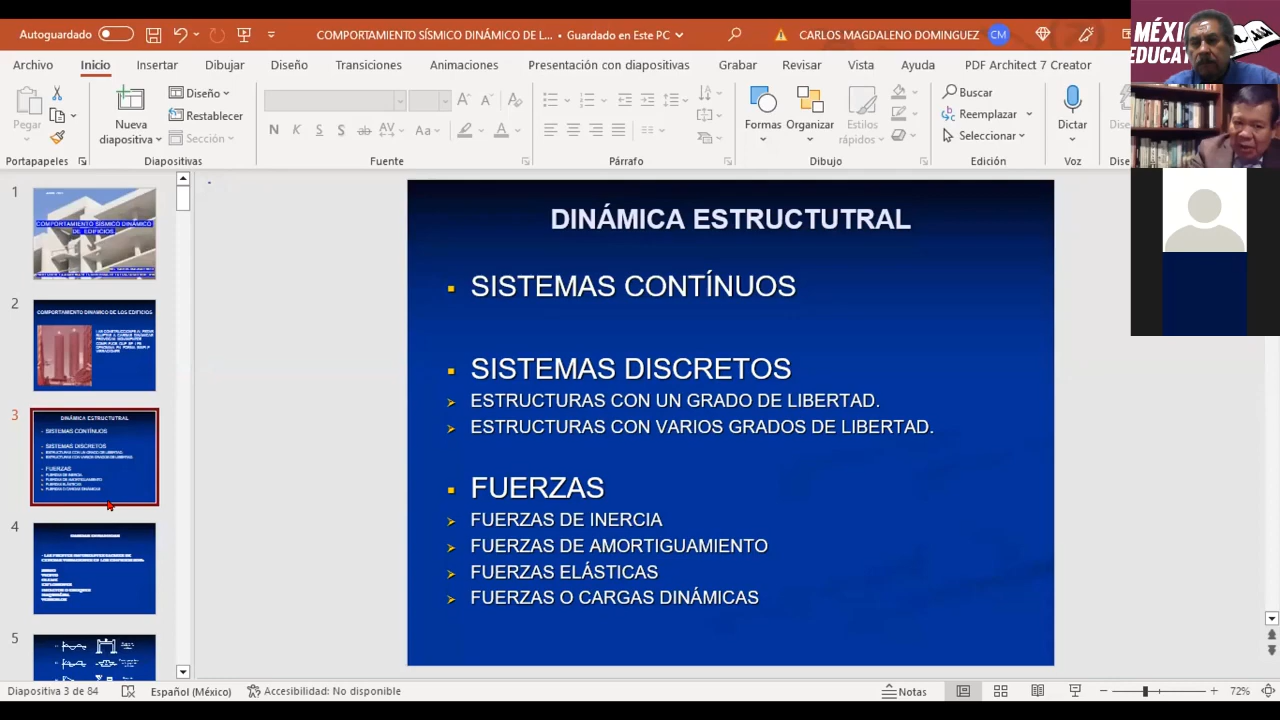 Autoguardado
COMPORTAMIENTO SÍSMICO DINÁMICO DE L... • Guardado en Este PC
CARLOS MAGDALENO DOMINGUEZ
CM
Archivo Inicio Insertar Dibujar Diseño Transiciones Animaciones Presentación con diapositivas Grabar Revisar Vista Ayuda PDF Architect 7 Creator
Pegar
Nueva diapositiva
Diseño
Restablecer
Sección
N K S S ab AV Aa A
Formas
Organizar
Estilos rápidos
Buscar
Reemplazar
Seleccionar
Dictar
Portapapeles Diapositivas Fuente Párrafo Dibujo Edición Voz
1
COMPORTAMIENTO SÍSMICO DINÁMICO
DE EDIFICIOS
2
COMPORTAMIENTO DINAMICO DE LOS EDIFICIOS
3
DINÁMICA ESTRUCTUTRAL
SISTEMAS CONTÍNUOS
SISTEMAS DISCRETOS
ESTRUCTURAS CON UN GRADO DE LIBERTAD.
ESTRUCTURAS CON VARIOS GRADOS DE LIBERTAD.
FUERZAS
FUERZAS DE INERCIA
FUERZAS DE AMORTIGUAMIENTO
FUERZAS ELÁSTICAS
FUERZAS O CARGAS DINÁMICAS
4
5
DINÁMICA ESTRUCTUTRAL
SISTEMAS CONTÍNUOS
SISTEMAS DISCRETOS
ESTRUCTURAS CON UN GRADO DE LIBERTAD.
ESTRUCTURAS CON VARIOS GRADOS DE LIBERTAD.
FUERZAS
FUERZAS DE INERCIA
FUERZAS DE AMORTIGUAMIENTO
FUERZAS ELÁSTICAS
FUERZAS O CARGAS DINÁMICAS
Diapositiva 3 de 84
Español (México)
Accesibilidad: No disponible
Notas
72%